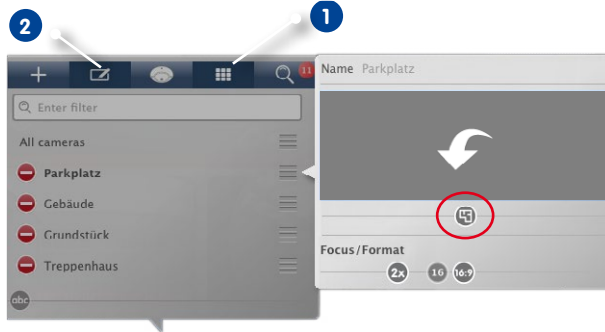 2
1
11
Enter filter
All cameras
Parkplatz
Gebäude
Grundstück
Treppenhaus
abc
Name Parkplatz
Focus/Format
2x 16 16:9